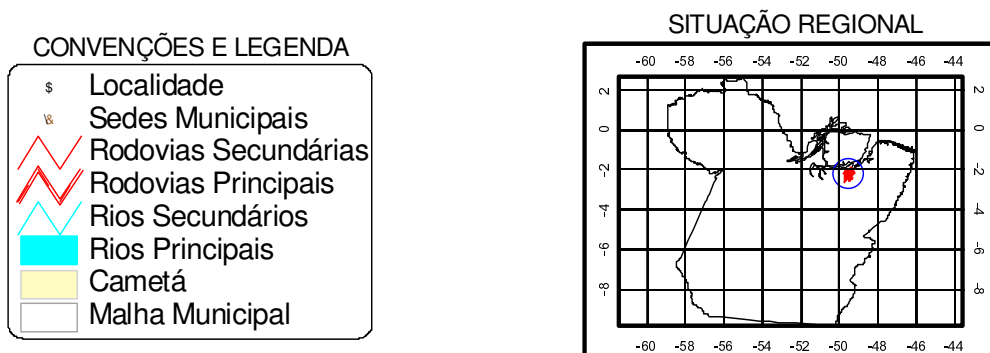 CONVENÇÕES E LEGENDA
$ Localidade
\& Sedes Municipais
Rodovias Secundárias
Rodovias Principais
Rios Secundários
Rios Principais
Cametá
Malha Municipal
SITUAÇÃO REGIONAL
-60 -58 -56 -54 -52 -50 -48 -46 -44
2 2
0 0
-2 -2
-4 -4
-6 -6
-8 -8
-60 -58 -56 -54 -52 -50 -48 -46 -44